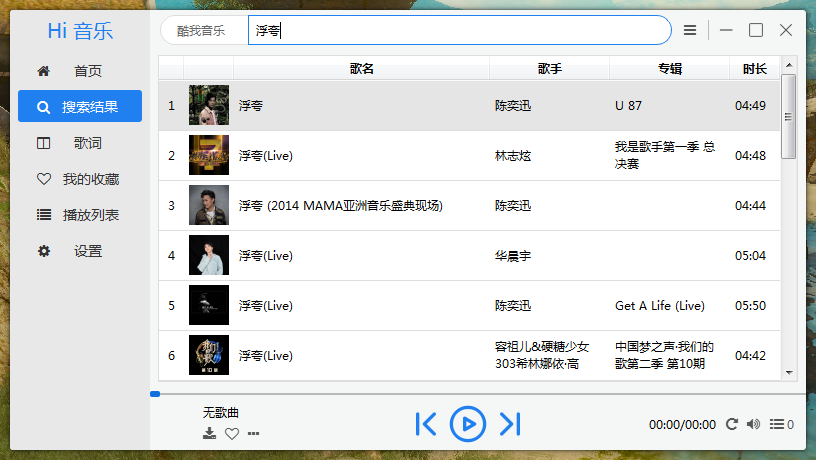 Hi 音乐
首页
搜索结果
歌词
我的收藏
播放列表
设置
酷我音乐
浮夸
歌名 歌手 专辑 时长
1 浮夸 陈奕迅 U 87 04:49
2 浮夸(Live) 林志炫 我是歌手第一季 总
决赛 04:48
3 浮夸 (2014 MAMA亚洲音乐盛典现场) 陈奕迅 04:44
4 浮夸(Live) 华晨宇 05:04
5 浮夸(Live) 陈奕迅 Get A Life (Live) 05:50
6 浮夸(Live) 容祖儿&硬糖少女 中国梦之声·我们的
303希林娜依·高 歌第二季 第10期 04:42
无歌曲
00:00/00:00 0